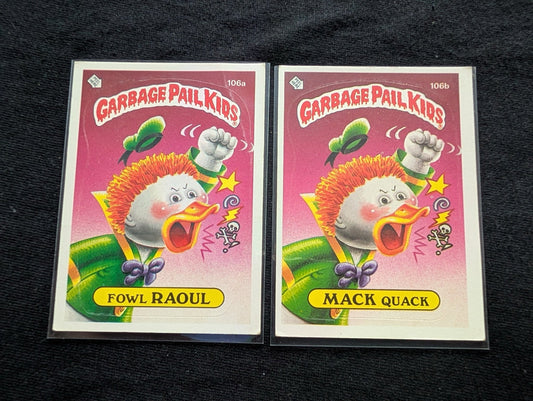 106a
GARBAGE PAIL KIDS
FOWL RAOUL
106b
GARBAGE PAIL KIDS
MACK QUACK